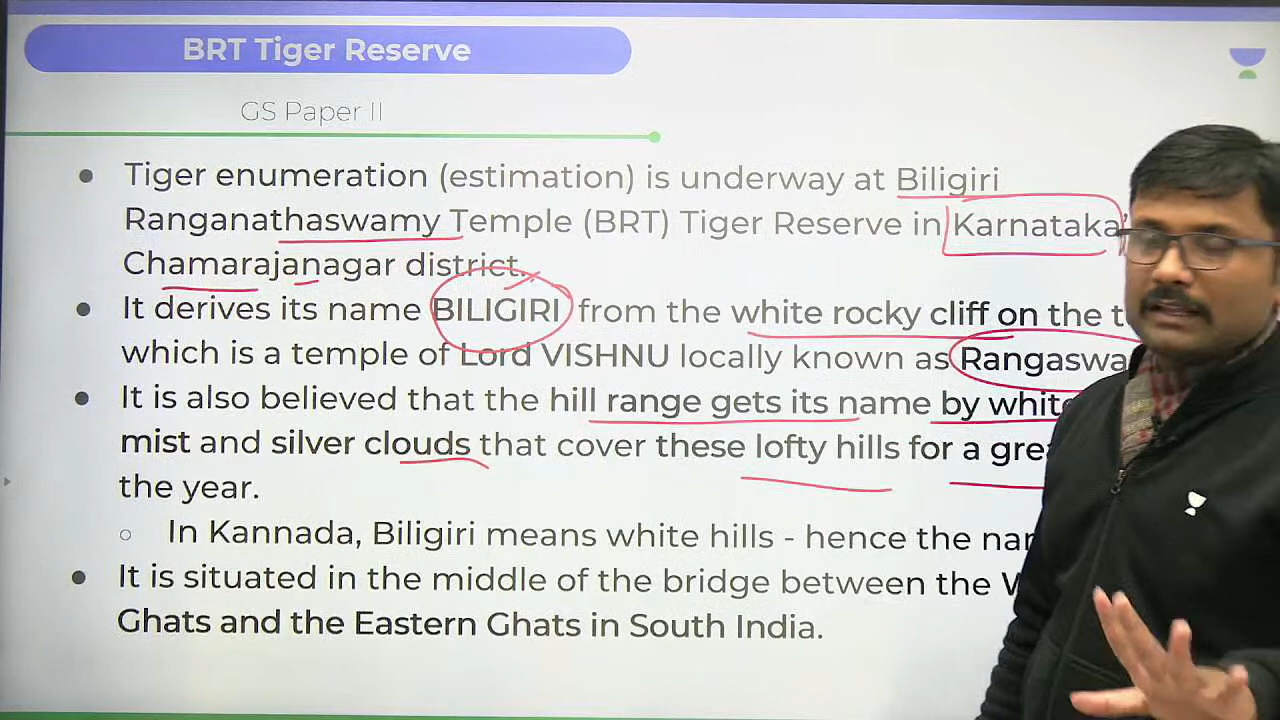 BRT Tiger Reserve
GS Paper II
● Tiger enumeration (estimation) is underway at Biligiri
Ranganathaswamy Temple (BRT) Tiger Reserve in Karnataka'
Chamarajanagar district.
● It derives its name BILIGIRI from the white rocky cliff on the
which is a temple of Lord VISHNU locally known as
● It is also believed that the hill range gets its name by
mist and silver clouds that cover these lofty hills for a
the year.
○ In Kannada, Biligiri means white hills - hence the
● It is situated in the middle of the bridge between the
Ghats and the Eastern Ghats in South India.